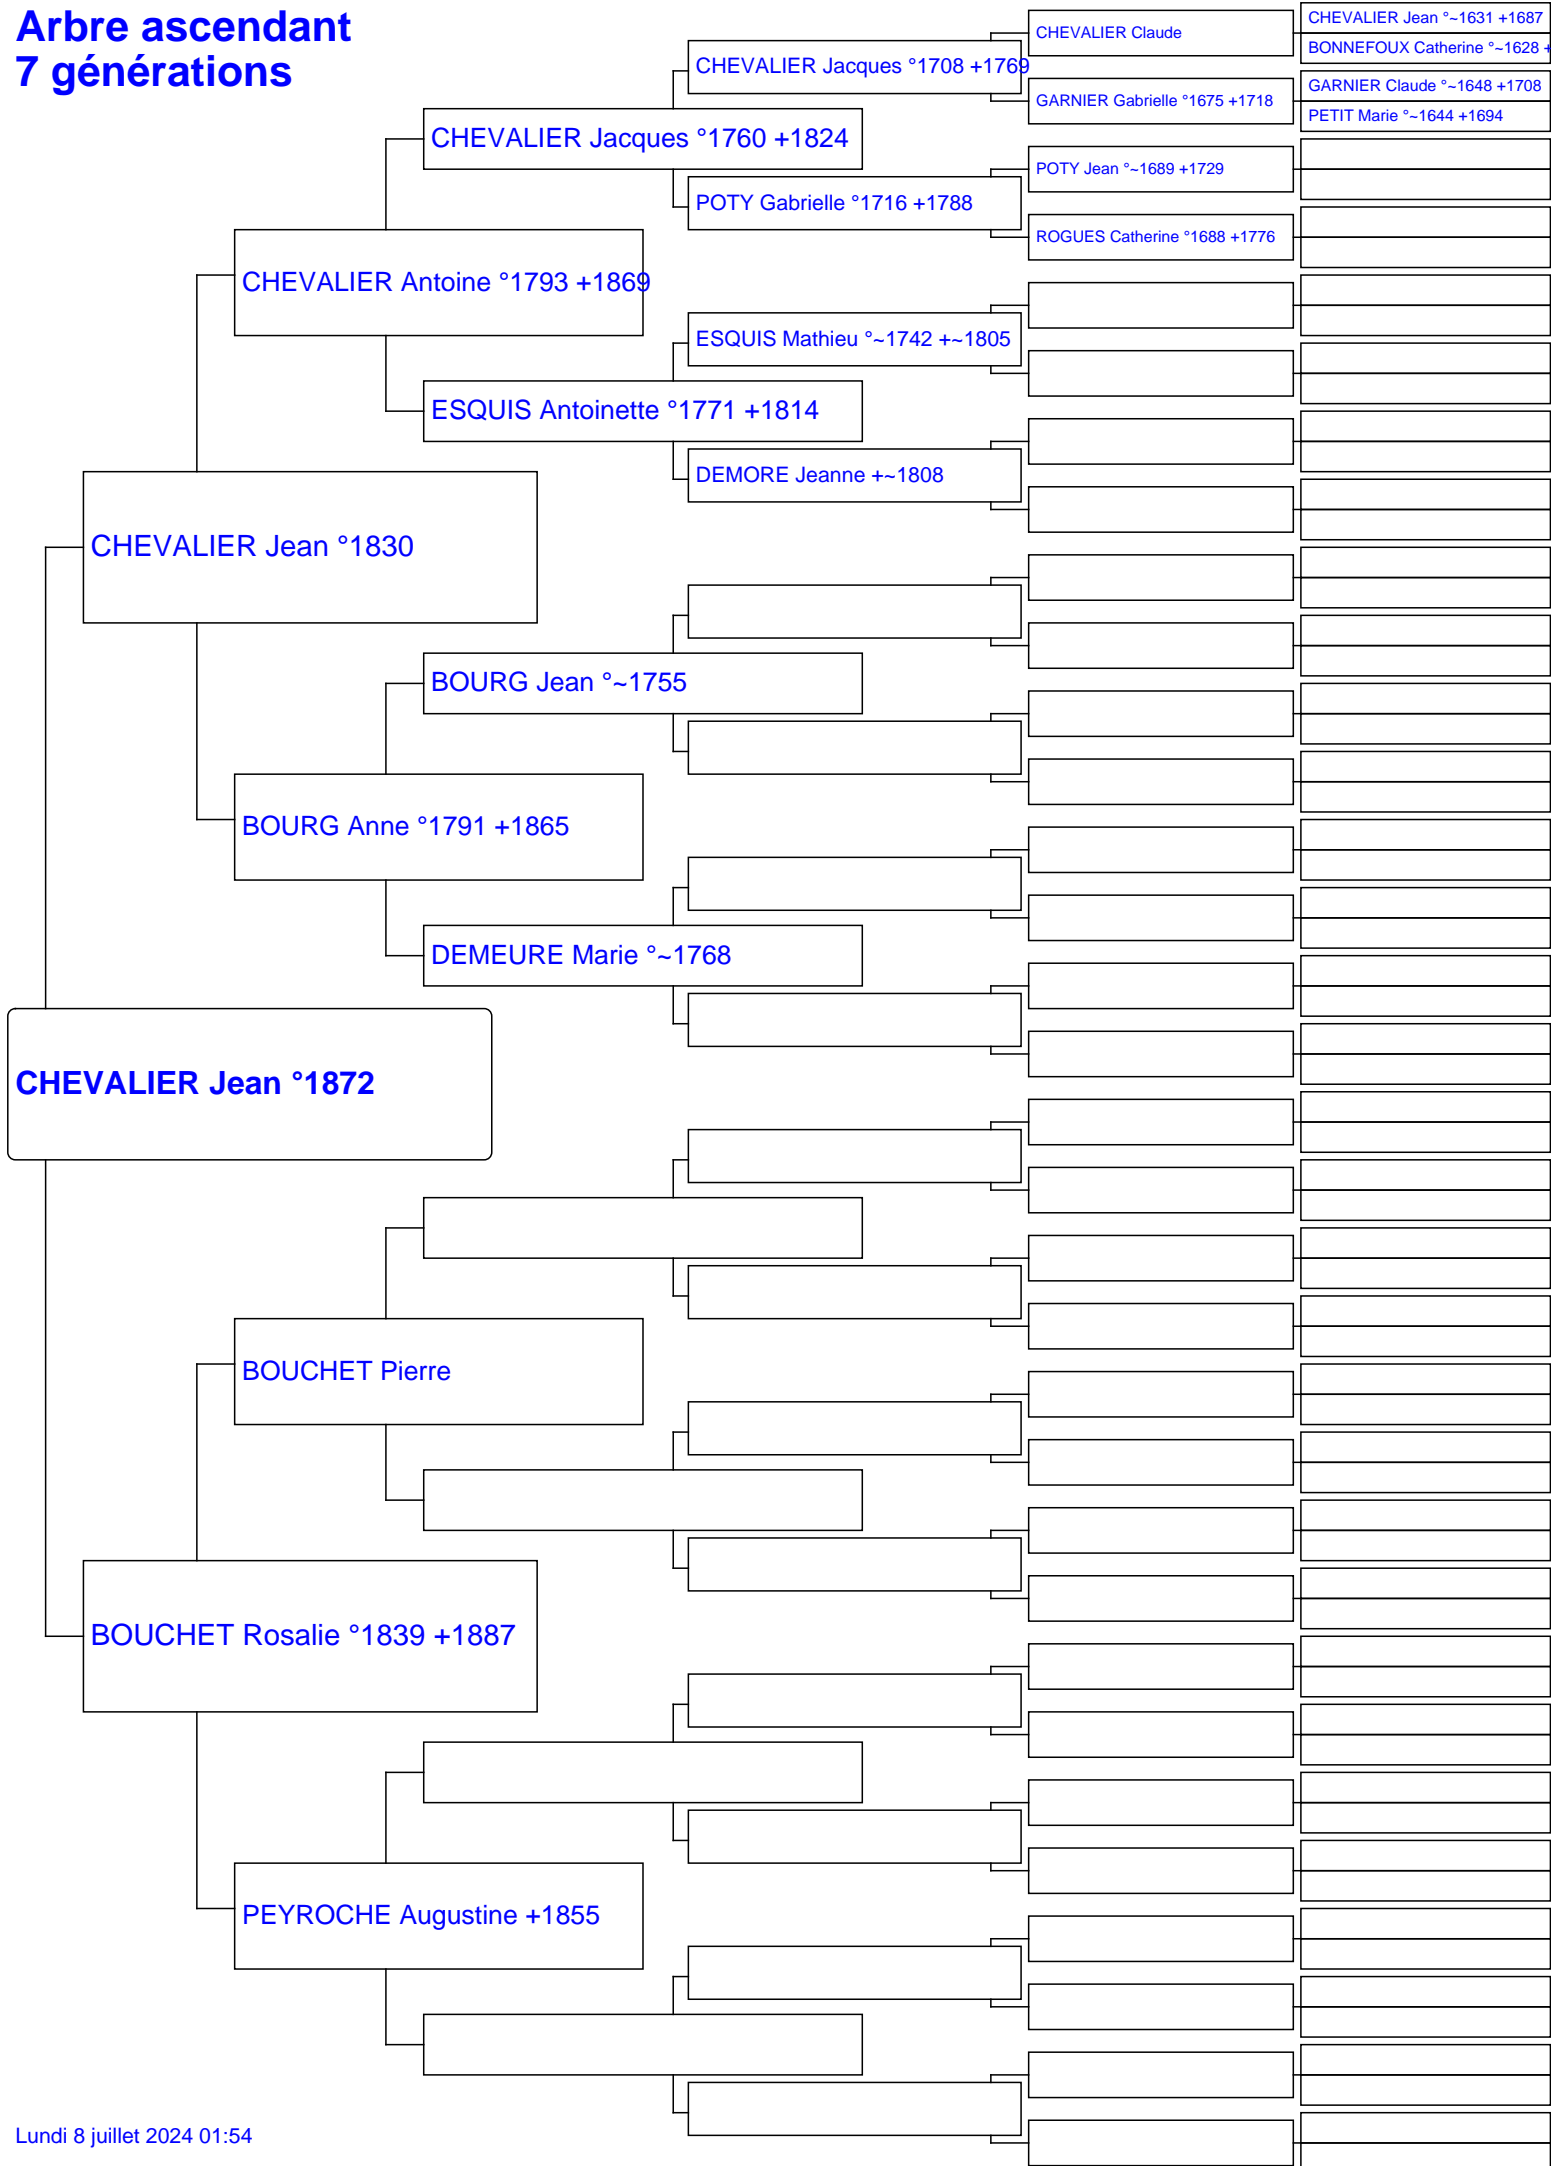 Arbre ascendant
7 générations
CHEVALIER Jean °1872
CHEVALIER Jean °1830
CHEVALIER Antoine °1793 +1869
CHEVALIER Jacques °1760 +1824
CHEVALIER Jacques °1708 +1769
CHEVALIER Claude
CHEVALIER Jean °~1631 +1687
BONNEFOUX Catherine °~1628 +
GARNIER Gabrielle °1675 +1718
GARNIER Claude °~1648 +1708
PETIT Marie °~1644 +1694
POTY Gabrielle °1716 +1788
POTY Jean °~1689 +1729
ROGUES Catherine °1688 +1776
ESQUIS Antoinette °1771 +1814
ESQUIS Mathieu °~1742 +~1805
DEMORE Jeanne +~1808
BOURG Anne °1791 +1865
BOURG Jean °~1755
DEMEURE Marie °~1768
BOUCHET Rosalie °1839 +1887
BOUCHET Pierre
PEYROCHE Augustine +1855
Lundi 8 juillet 2024 01:54